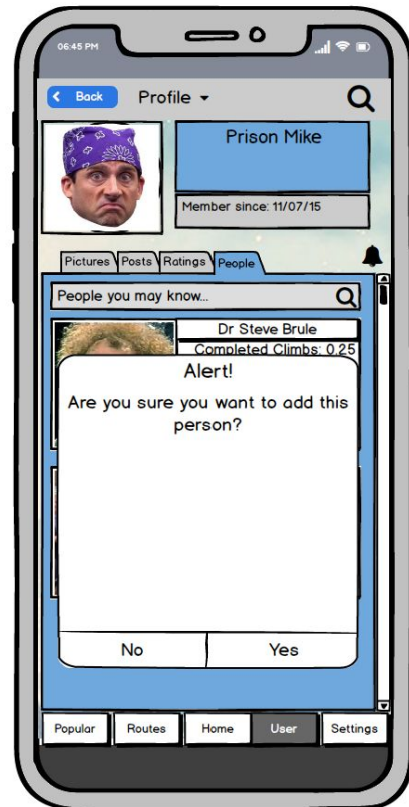 06:45 PM
Back
Profile
Prison Mike
Member since: 11/07/15
Pictures
Posts
Ratings
People
People you may know...
Dr Steve Brule
Completed Climbs: 0.25
Alert!
Are you sure you want to add this
person?
No
Yes
Popular
Routes
Home
User
Settings